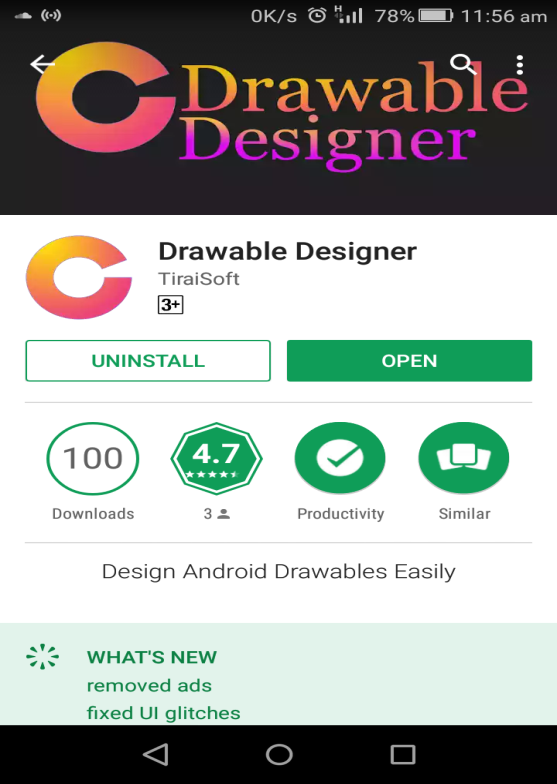 0K/s H 78% 11:56 am
Drawable
Designer
Drawable Designer
TiraiSoft
3+
UNINSTALL OPEN
100 4.7
Downloads 3 Productivity Similar
Design Android Drawables Easily
WHAT'S NEW
removed ads
fixed UI glitches